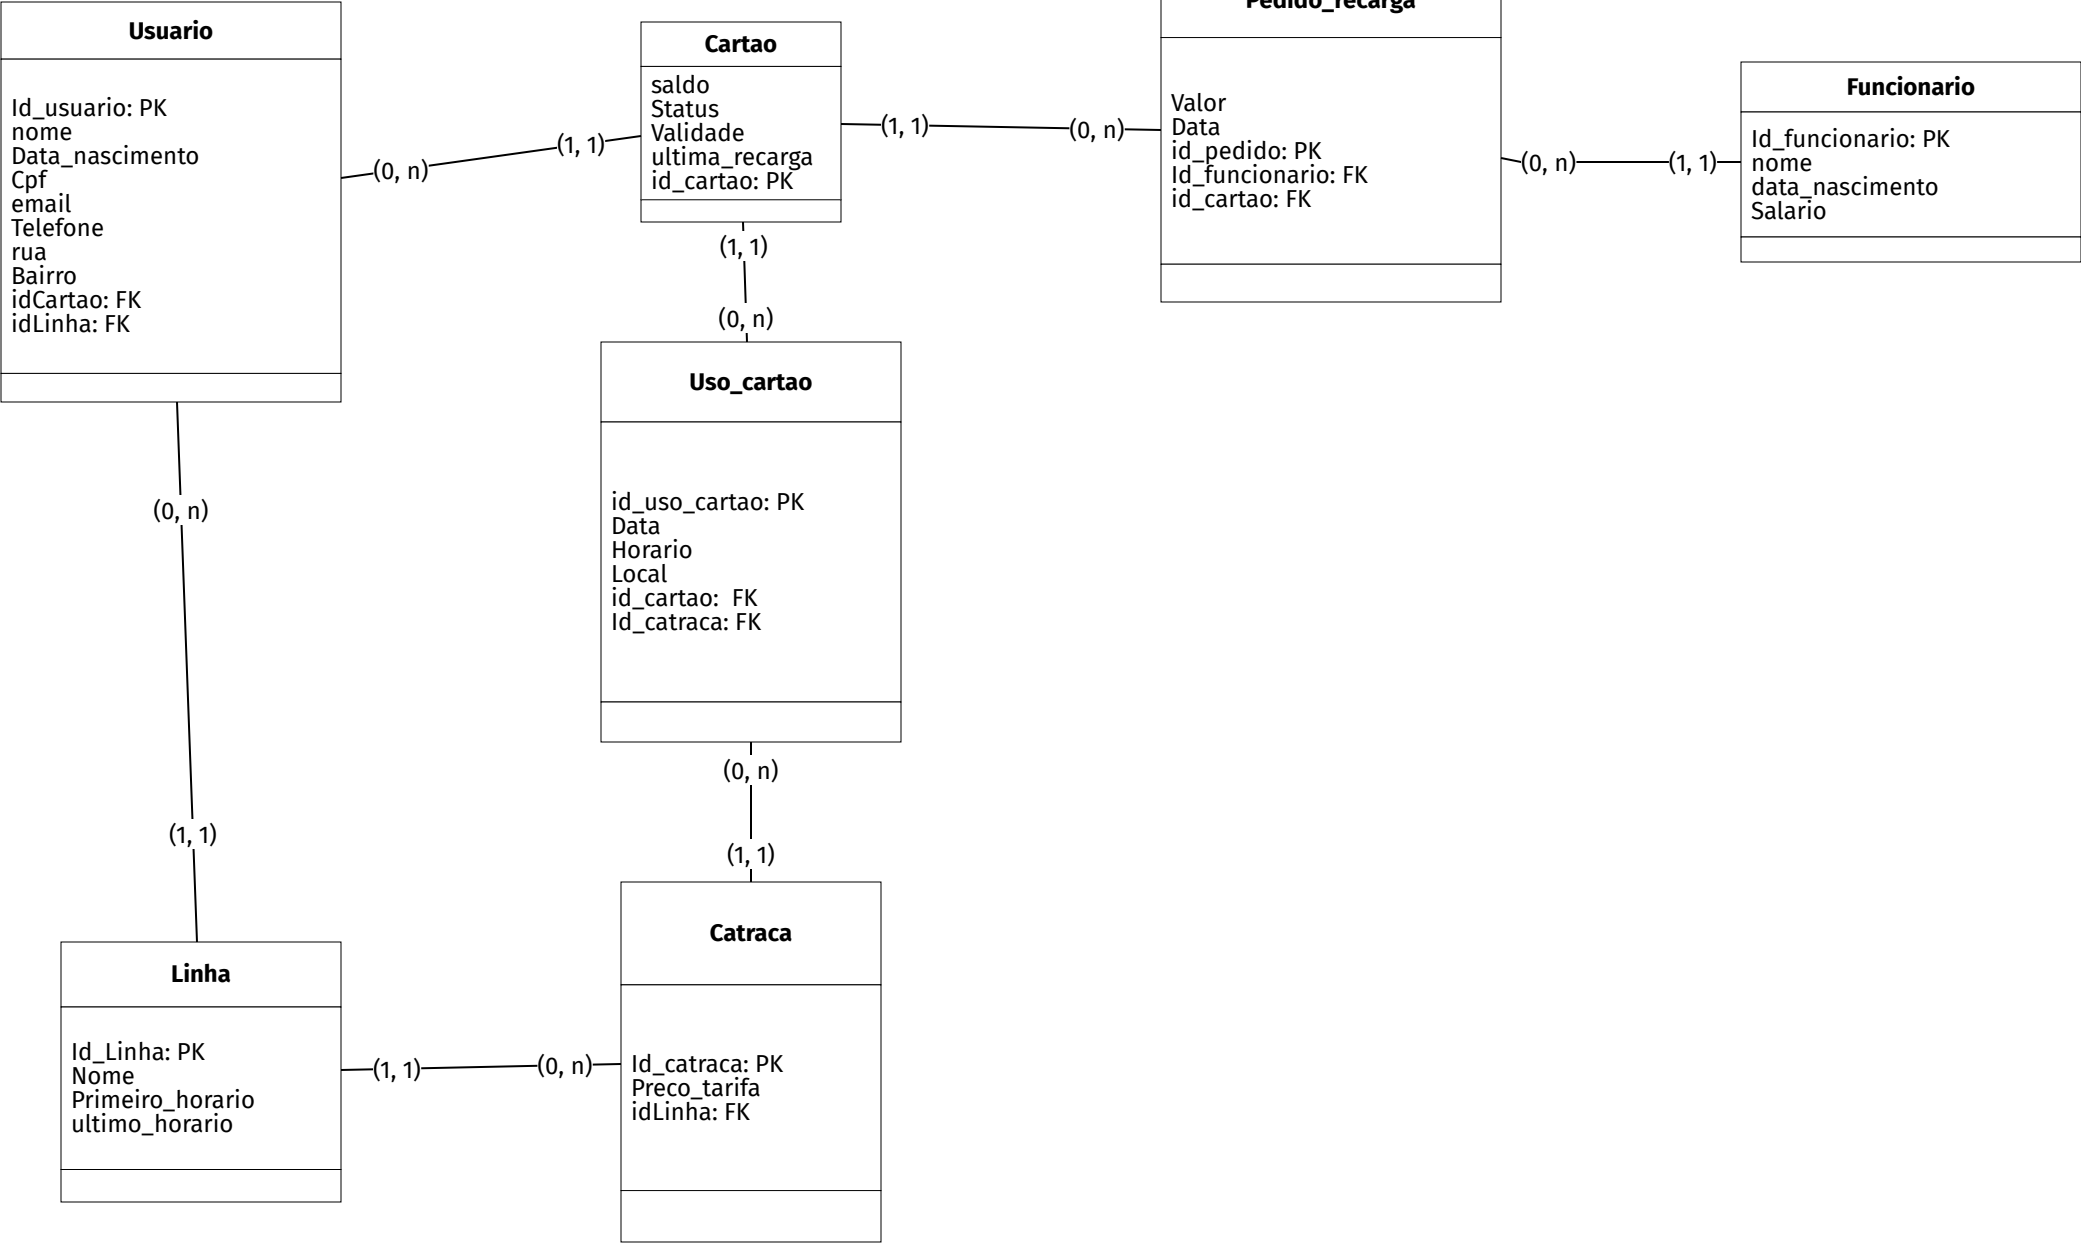 Usuario
Id_usuario: PK
nome
Data_nascimento
Cpf
email
Telefone
rua
Bairro
idCartao: FK
idLinha: FK
(0, n)
(1, 1)
Cartao
saldo
Status
Validade
ultima_recarga
id_cartao: PK
(1, 1)
(0, n)
Pedido_recarga
Valor
Data
id_pedido: PK
Id_funcionario: FK
id_cartao: FK
(0, n)
(1, 1)
Funcionario
Id_funcionario: PK
nome
data_nascimento
Salario
(1, 1)
(0, n)
Uso_cartao
id_uso_cartao: PK
Data
Horario
Local
id_cartao:  FK
Id_catraca: FK
(0, n)
(1, 1)
(0, n)
(1, 1)
Catraca
Id_catraca: PK
Preco_tarifa
idLinha: FK
Linha
Id_Linha: PK
Nome
Primeiro_horario
ultimo_horario
(1, 1)
(0, n)